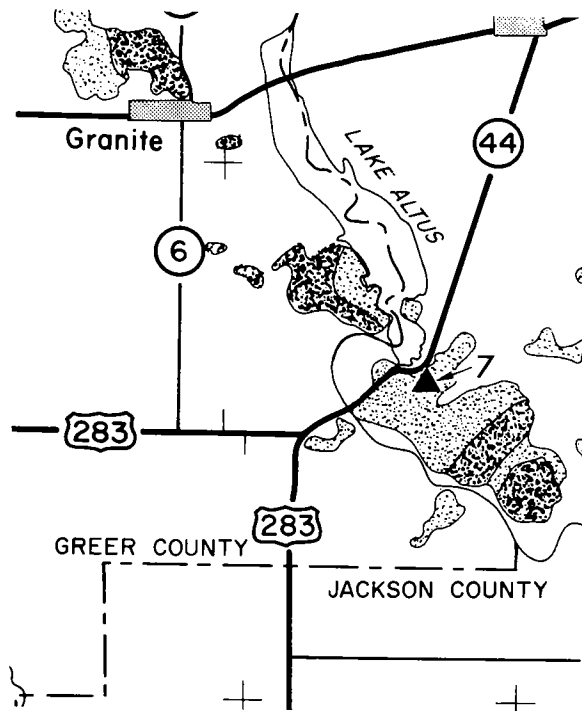 Granite
LAKE ALTUS
44
6
7
283
283
GREER COUNTY
JACKSON COUNTY